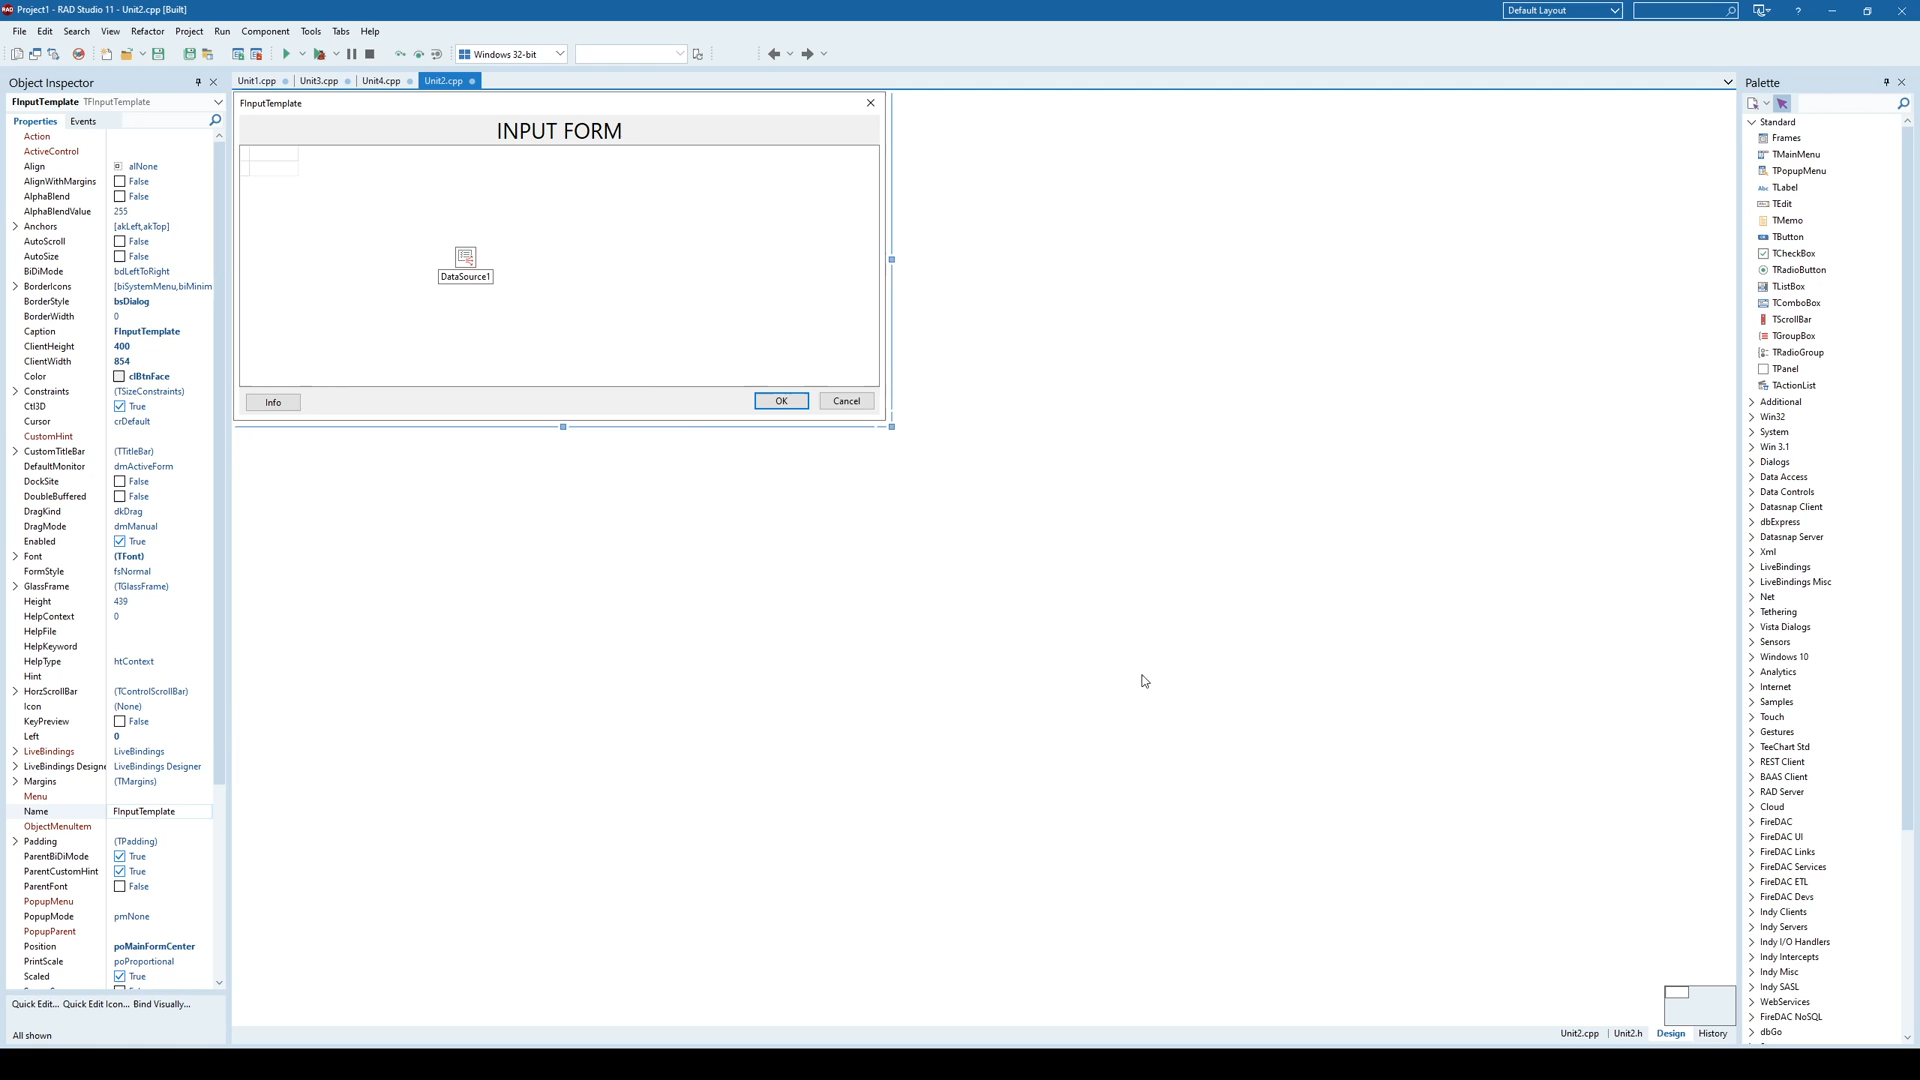 Project1 - RAD Studio 11 - Unit2.cpp [Built]
Default Layout
File Edit Search View Refactor Project Run Component Tools Tabs Help
Windows 32-bit
Object Inspector
FInputTemplate TFInputTemplate
Properties Events
Action
ActiveControl
Align alNone
AlignWithMargins False
AlphaBlend False
AlphaBlendValue 255
Anchors [akLeft,akTop]
AutoScroll False
AutoSize False
BiDiMode bdLeftToRight
BorderIcons [biSystemMenu,biMinim
BorderStyle bsDialog
BorderWidth 0
Caption FInputTemplate
ClientHeight 400
ClientWidth 854
Color clBtnFace
Constraints (TSizeConstraints)
Ctl3D True
Cursor crDefault
CustomHint
CustomTitleBar (TTitleBar)
DefaultMonitor dmActiveForm
DockSite False
DoubleBuffered False
DragKind dkDrag
DragMode dmManual
Enabled True
Font (TFont)
FormStyle fsNormal
GlassFrame (TGlassFrame)
Height 439
HelpContext 0
HelpFile
HelpKeyword
HelpType htContext
Hint
HorzScrollBar (TControlScrollBar)
Icon (None)
KeyPreview False
Left 0
LiveBindings LiveBindings
LiveBindings Designe LiveBindings Designer
Margins (TMargins)
Menu
Name FInputTemplate
ObjectMenuItem
Padding (TPadding)
ParentBiDiMode True
ParentCustomHint True
ParentFont False
PopupMenu
PopupMode pmNone
PopupParent
Position poMainFormCenter
PrintScale poProportional
Scaled True
Quick Edit... Quick Edit Icon... Bind Visually...
All shown
Unit1.cpp Unit3.cpp Unit4.cpp Unit2.cpp
FInputTemplate
INPUT FORM
DataSource1
Info OK Cancel
Unit2.cpp Unit2.h Design History
Palette
Standard
Frames
TMainMenu
TPopupMenu
TLabel
TEdit
TMemo
TButton
TCheckBox
TRadioButton
TListBox
TComboBox
TScrollBar
TGroupBox
TRadioGroup
TPanel
TActionList
Additional
Win32
System
Win 3.1
Dialogs
Data Access
Data Controls
Datasnap Client
dbExpress
Datasnap Server
Xml
LiveBindings
LiveBindings Misc
Net
Tethering
Vista Dialogs
Sensors
Windows 10
Analytics
Internet
Samples
Touch
Gestures
TeeChart Std
REST Client
BAAS Client
RAD Server
Cloud
FireDAC
FireDAC UI
FireDAC Links
FireDAC Services
FireDAC ETL
FireDAC Devs
Indy Clients
Indy Servers
Indy I/O Handlers
Indy Intercepts
Indy Misc
Indy SASL
WebServices
FireDAC NoSQL
dbGo